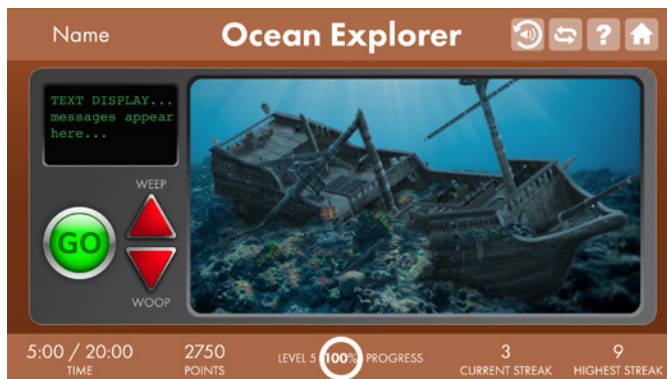 Name
Ocean Explorer
?
TEXT DISPLAY...
messages appear
here...
WEEP
GO
WOOP
5:00 / 20:00
TIME
2750
POINTS
LEVEL 5 100% PROGRESS
3
CURRENT STREAK
9
HIGHEST STREAK